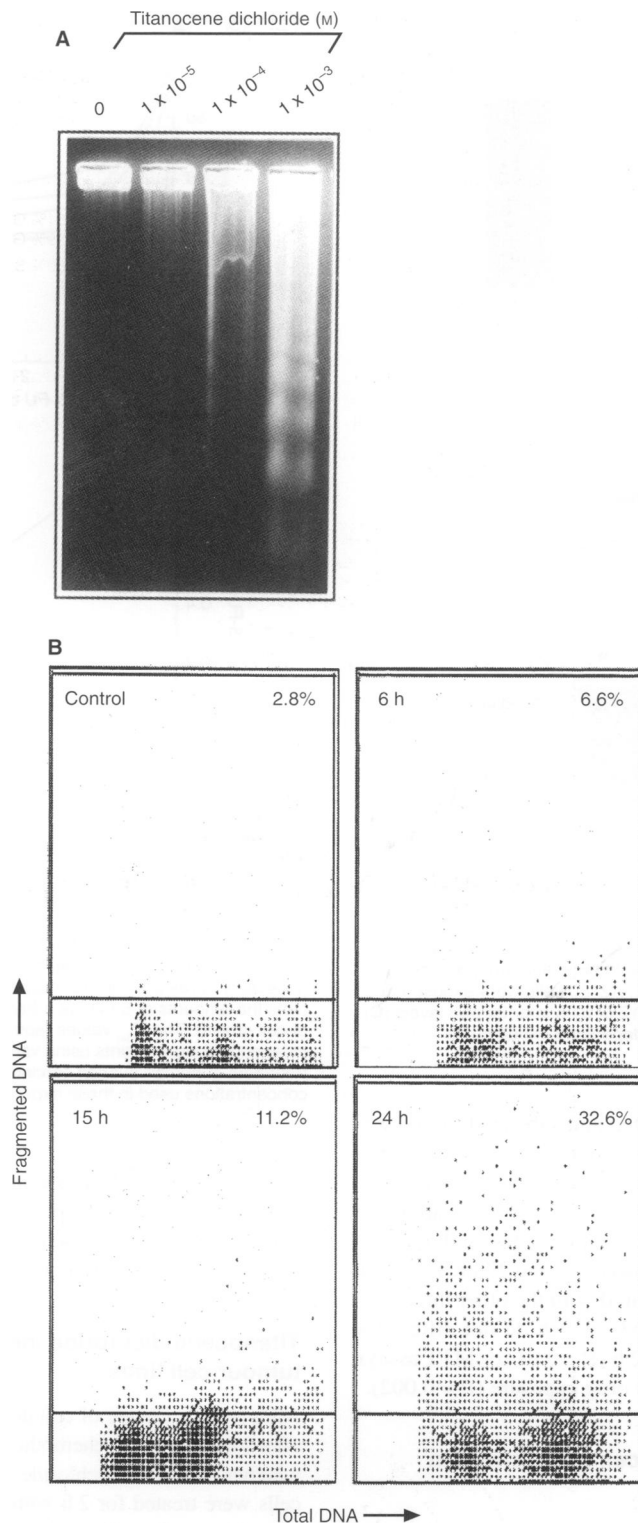 Titanocene dichloride (M)
A
0 1 x 10⁻⁵ 1 x 10⁻⁴ 1 x 10⁻³
B
Control 2.8%
6 h 6.6%
15 h 11.2%
24 h 32.6%
Fragmented DNA
Total DNA